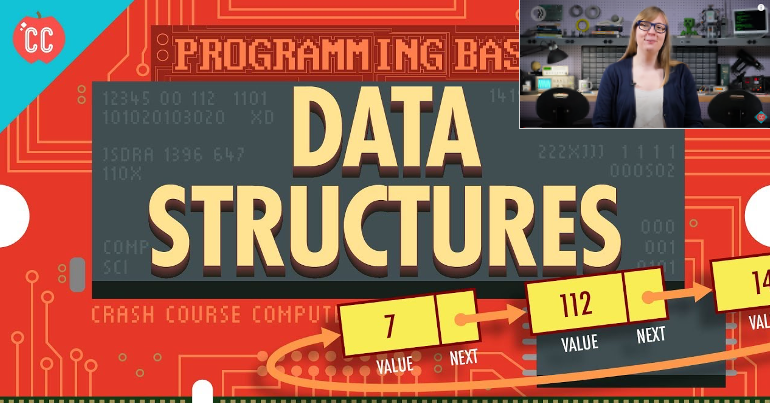 CC
PROGRAMMING BAS
12345 00 112 1101
101020103020 XD
141
DATA
JSDRA 1396 647
110X
222XJJJ 1 1 1 1
000S02
STRUCTURES
COMP
SCI
000
001
0101
CRASH COURSE COMPUT
7
VALUE
NEXT
112
VALUE
NEXT
14
VAL